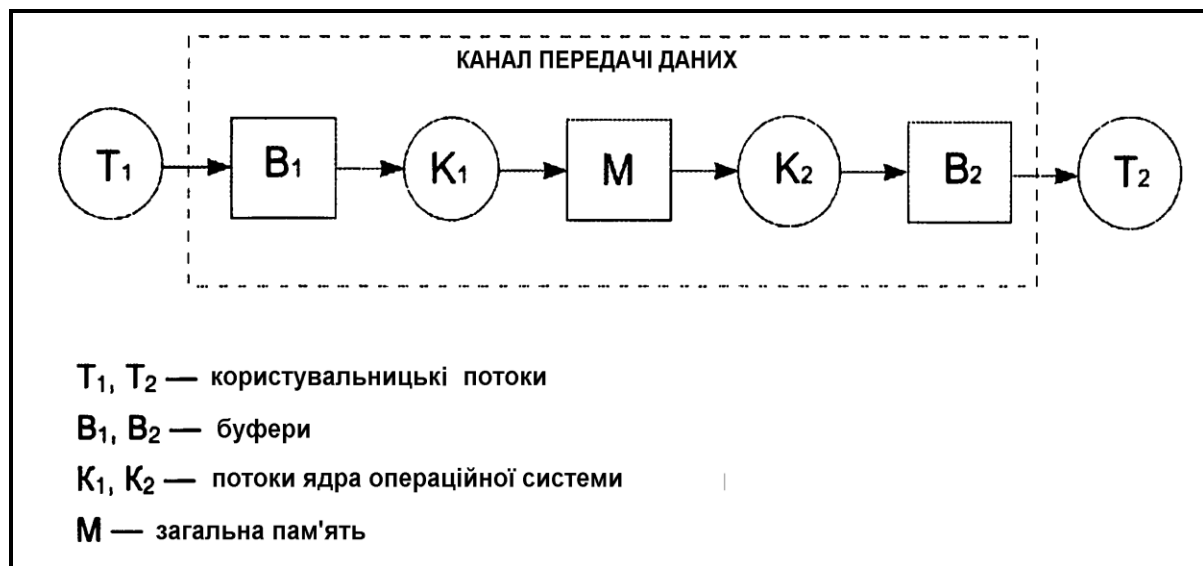 КАНАЛ ПЕРЕДАЧІ ДАНИХ
T₁ B₁ K₁ M K₂ B₂ T₂
T₁, T₂ — користувальницькі потоки
B₁, B₂ — буфери
K₁, K₂ — потоки ядра операційної системи
M — загальна пам'ять